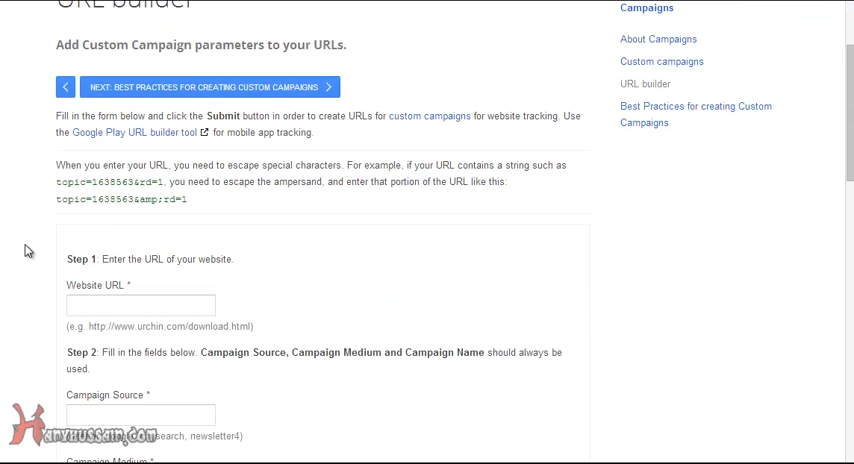 URL builder
Campaigns
Add Custom Campaign parameters to your URLs.
About Campaigns
Custom campaigns
URL builder
Best Practices for creating Custom
Campaigns
NEXT: BEST PRACTICES FOR CREATING CUSTOM CAMPAIGNS
Fill in the form below and click the Submit button in order to create URLs for custom campaigns for website tracking. Use
the Google Play URL builder tool for mobile app tracking.
When you enter your URL, you need to escape special characters. For example, if your URL contains a string such as
topic=1638563&rd=1, you need to escape the ampersand, and enter that portion of the URL like this:
topic=1638563&amp;rd=1
Step 1: Enter the URL of your website.
Website URL *
(e.g. http://www.urchin.com/download.html)
Step 2: Fill in the fields below. Campaign Source, Campaign Medium and Campaign Name should always be
used.
Campaign Source *
search, newsletter4)
Hanyhussain.com
Campaign Medium *